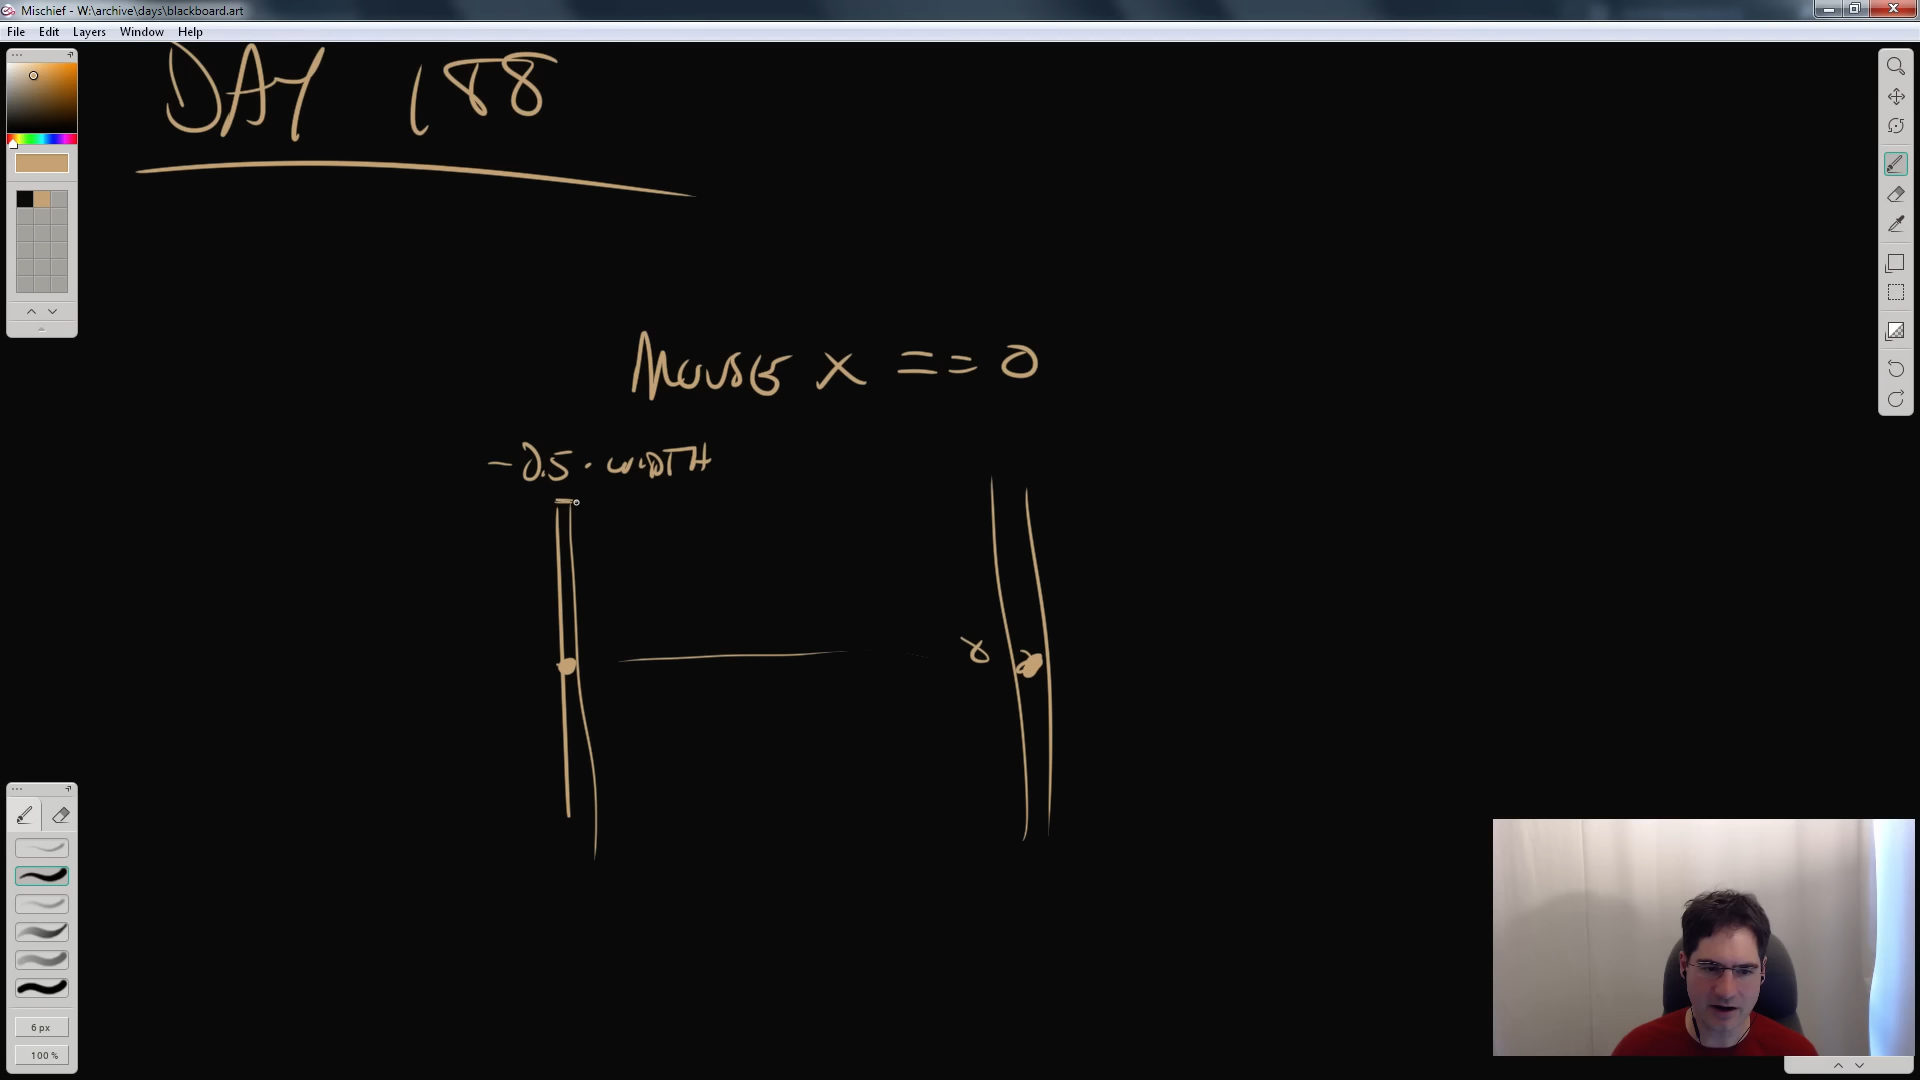 Mischief - W:\archive\days\blackboard.art
File Edit Layers Window Help
DAY 188
MOUSE X == 0
-0.5 · WIDTH
6 px
100 %